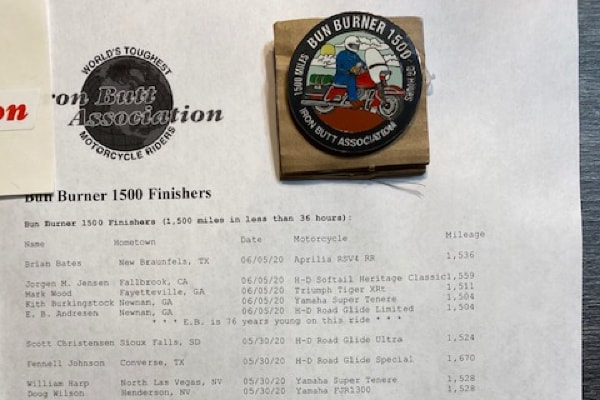 WORLD'S TOUGHEST
ron Butt
Association
MOTORCYCLE RIDERS
on
BUN BURNER 1500
1500 MILES
36 HOURS
IRON BUTT ASSOCIATION
Bun Burner 1500 Finishers
Bun Burner 1500 Finishers (1,500 miles in less than 36 hours):
Name Hometown Date Motorcycle Mileage
Brian Bates New Braunfels, TX 06/05/20 Aprilia RSV4 RR 1,536
Jorgen M. Jensen Fallbrook, CA 06/05/20 H-D Softail Heritage Classic1,559
Mark Wood Fayetteville, GA 06/05/20 Triumph Tiger XRt 1,511
Kith Burkingstock Newnan, GA 06/05/20 Yamaha Super Tenere 1,504
E. B. Andresen Newnan, GA 06/05/20 H-D Road Glide Limited 1,504
* * * E.B. is 76 years young on this ride * * *
Scott Christensen Sioux Falls, SD 05/30/20 H-D Road Glide Ultra 1,524
Fennell Johnson Converse, TX 05/30/20 H-D Road Glide Special 1,670
William Harp North Las Vegas, NV 05/30/20 Yamaha Super Tenere 1,528
Doug Wilson Henderson, NV 05/30/20 Yamaha FJR1300 1,528